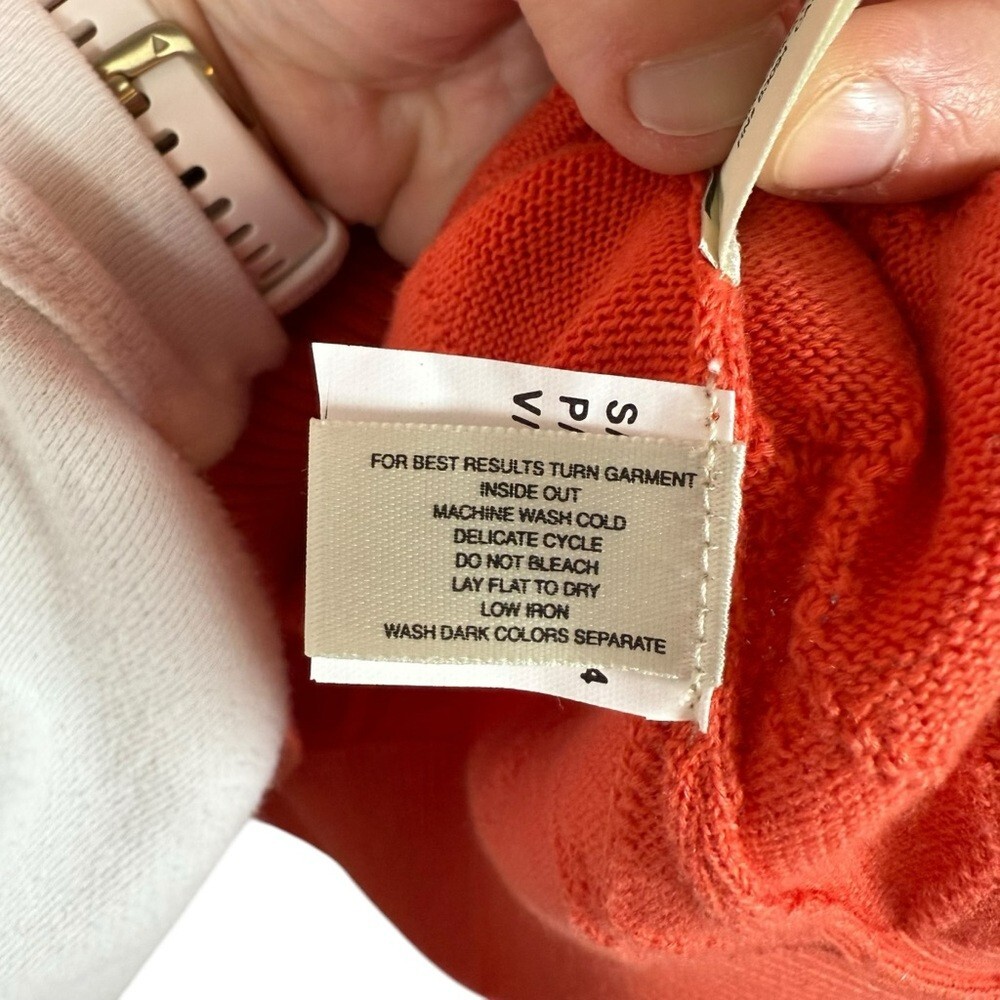 FOR BEST RESULTS TURN GARMENT
INSIDE OUT
MACHINE WASH COLD
DELICATE CYCLE
DO NOT BLEACH
LAY FLAT TO DRY
LOW IRON
WASH DARK COLORS SEPARATE
4